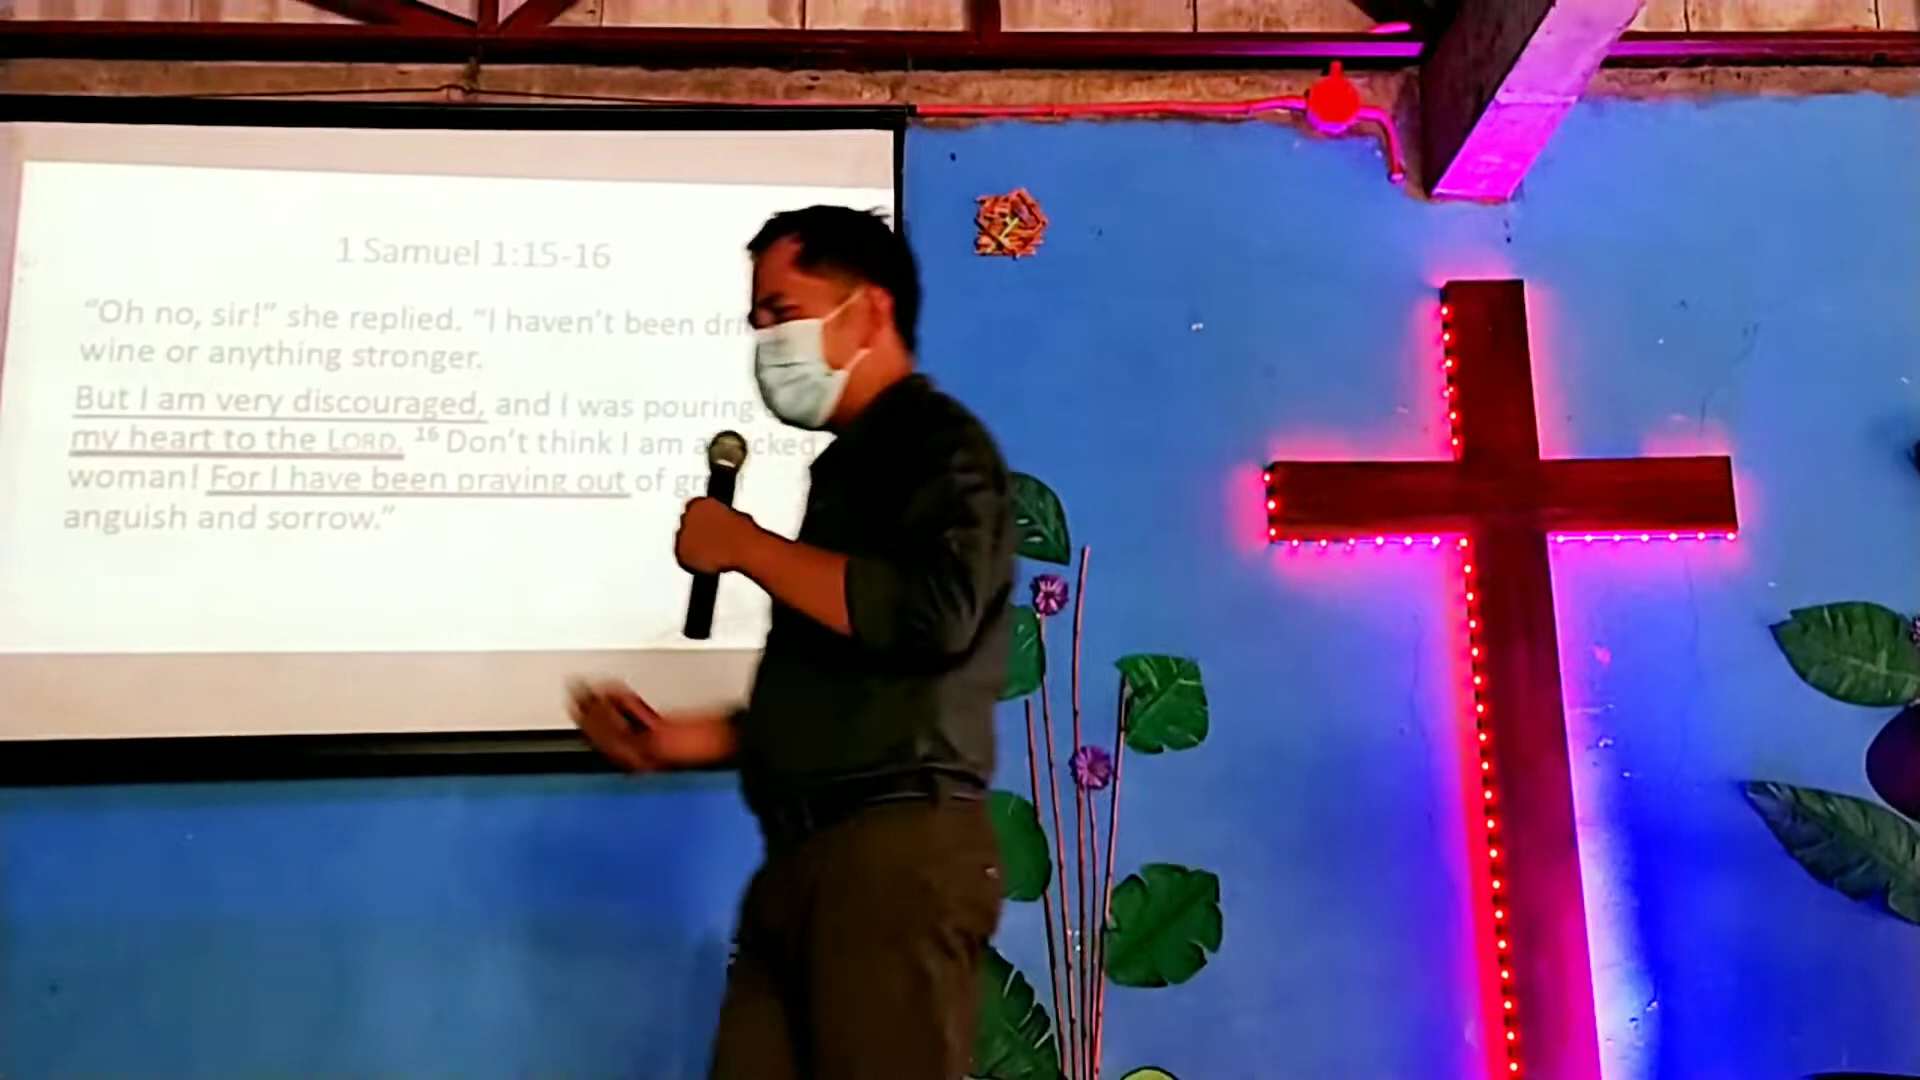 1 Samuel 1:15-16
“Oh no, sir!” she replied. “I haven’t been
wine or anything stronger.
But I am very discouraged, and I was pouring
my heart to the LORD. 16 Don’t think I am a
woman! For I have been praying out of
anguish and sorrow.”